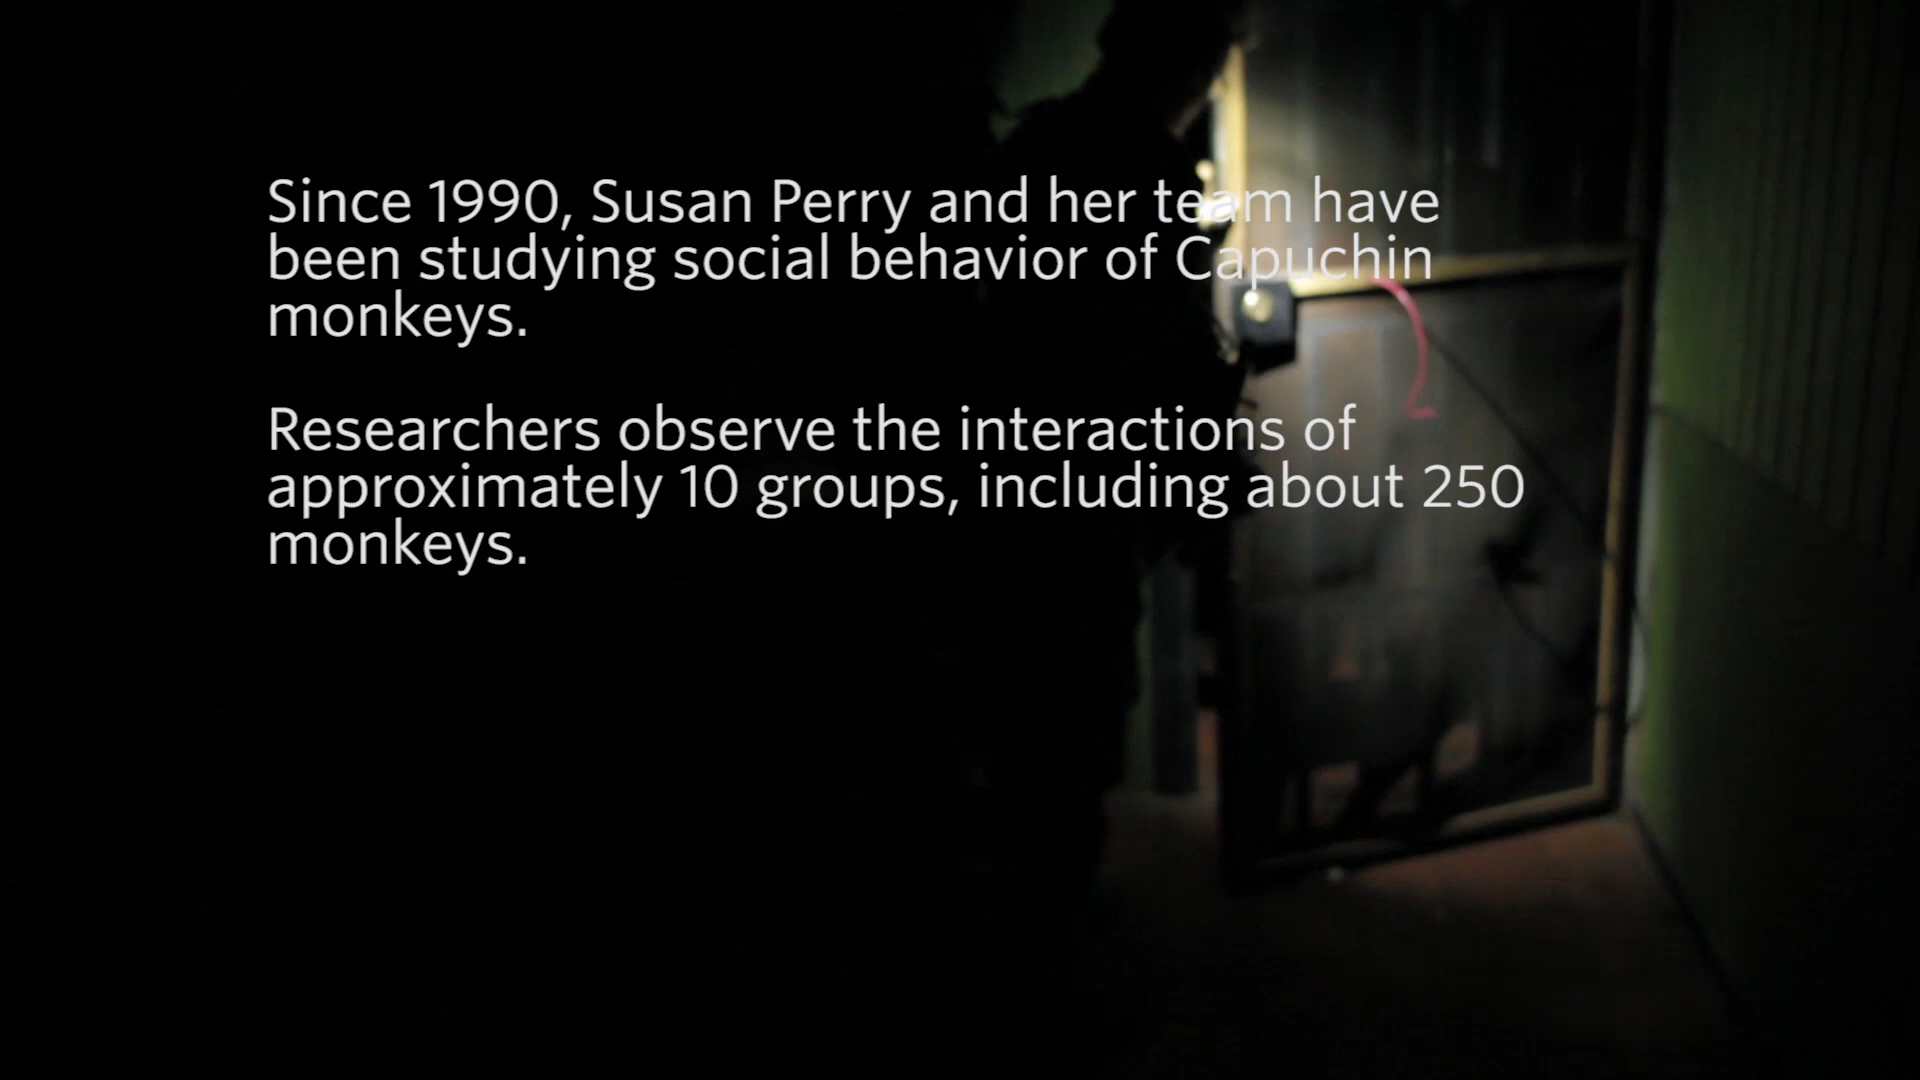 Since 1990, Susan Perry and her team have
been studying social behavior of Capuchin
monkeys.
Researchers observe the interactions of
approximately 10 groups, including about 250
monkeys.